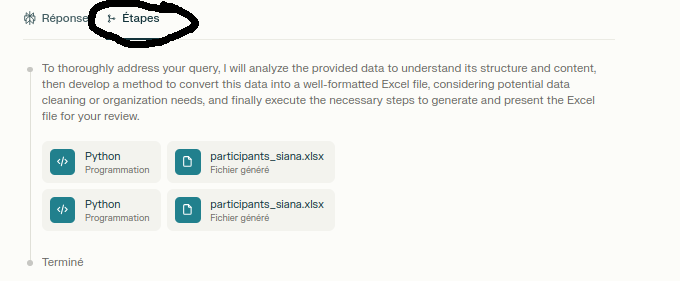 Réponse Étapes
To thoroughly address your query, I will analyze the provided data to understand its structure and content,
then develop a method to convert this data into a well-formatted Excel file, considering potential data
cleaning or organization needs, and finally execute the necessary steps to generate and present the Excel
file for your review.
Python participants_siana.xlsx
Programmation Fichier généré
Python participants_siana.xlsx
Programmation Fichier généré
Terminé